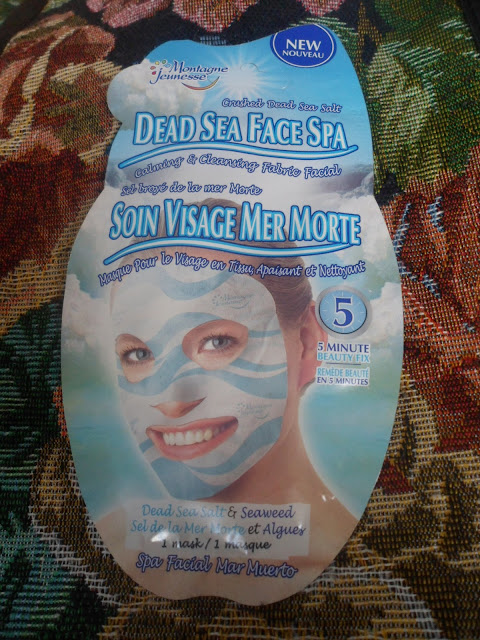 NEW
NOUVEAU
Montagne
Jeunesse
Crushed Dead Sea Salt
DEAD SEA FACE SPA
Calming & Cleansing Fabric Facial
Sel broyé de la mer Morte
SOIN VISAGE MER MORTE
Masque Pour le Visage en Tissu, Apaisant et Nettoyant
5
5 MINUTE
BEAUTY FIX
REMÈDE BEAUTÉ
EN 5 MINUTES
Dead Sea Salt & Seaweed
Sel de la Mer Morte et Algues
1 mask / 1 masque
Spa Facial Mar Muerto